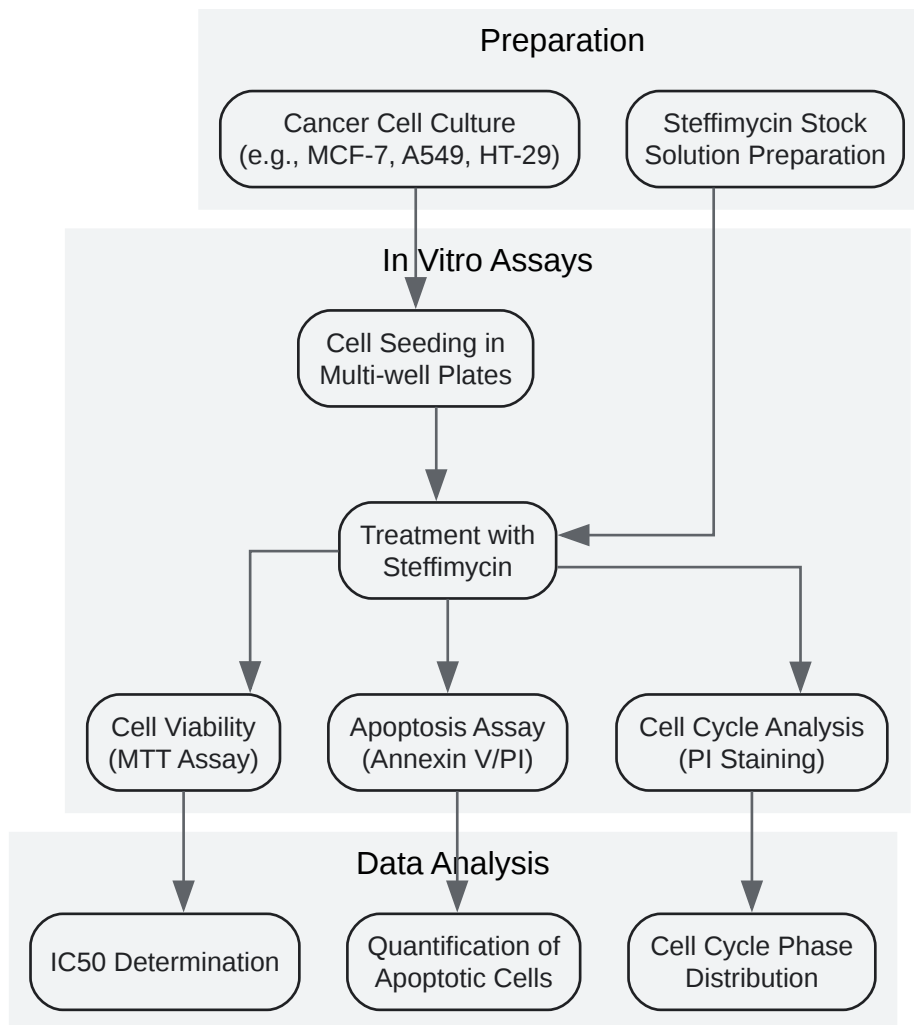 Preparation
Cancer Cell Culture
(e.g., MCF-7, A549, HT-29)
Steffimycin Stock
Solution Preparation
In Vitro Assays
Cell Seeding in
Multi-well Plates
Treatment with
Steffimycin
Cell Viability
(MTT Assay)
Apoptosis Assay
(Annexin V/PI)
Cell Cycle Analysis
(PI Staining)
Data Analysis
IC50 Determination
Quantification of
Apoptotic Cells
Cell Cycle Phase
Distribution